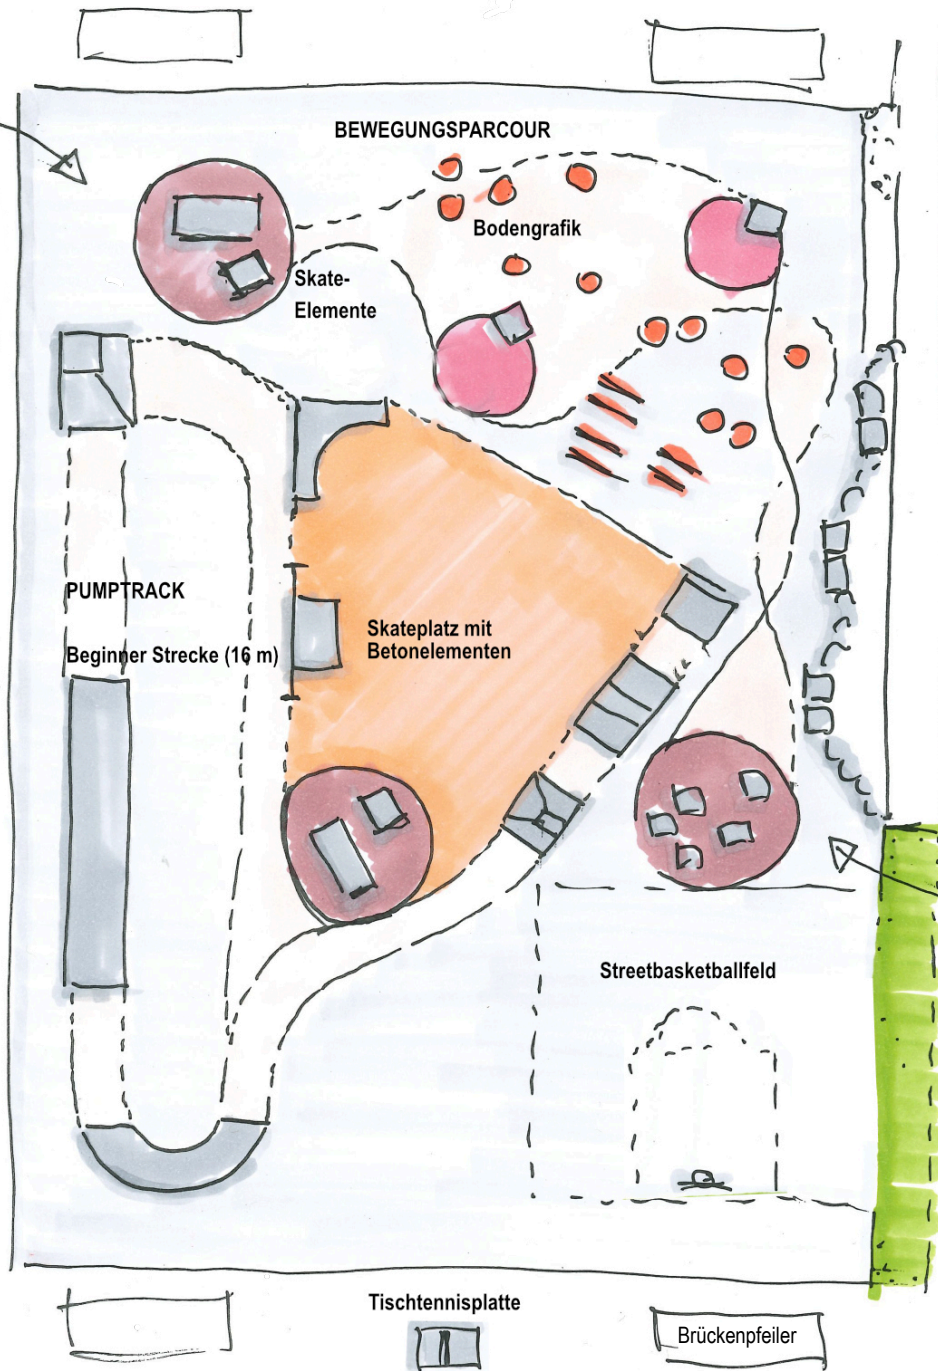 BEWEGUNGSPARCOUR
Bodengrafik
Skate-
Elemente
PUMPTRACK
Beginner Strecke (16 m)
Skateplatz mit
Betonelementen
Streetbasketballfeld
Tischtennisplatte
Brückenpfeiler